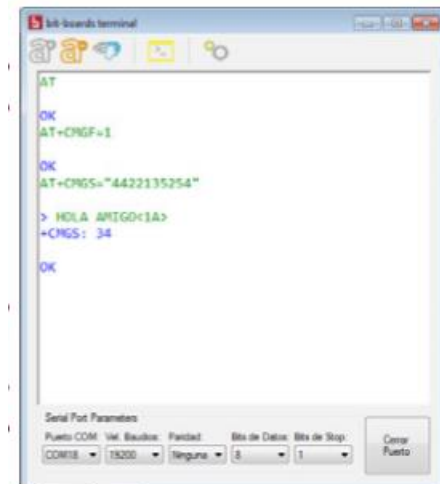 bit-boards terminal
AT
OK
AT+CMGF=1
OK
AT+CMGS="4422135254"
> HOLA AMIGO<1A>
+CMGS: 34
OK
Serial Port Parameters
Puerto COM: Vel. Baudios: Paridad: Bits de Datos: Bits de Stop:
COM18 Ninguna 8 1
Cerrar
Puerto